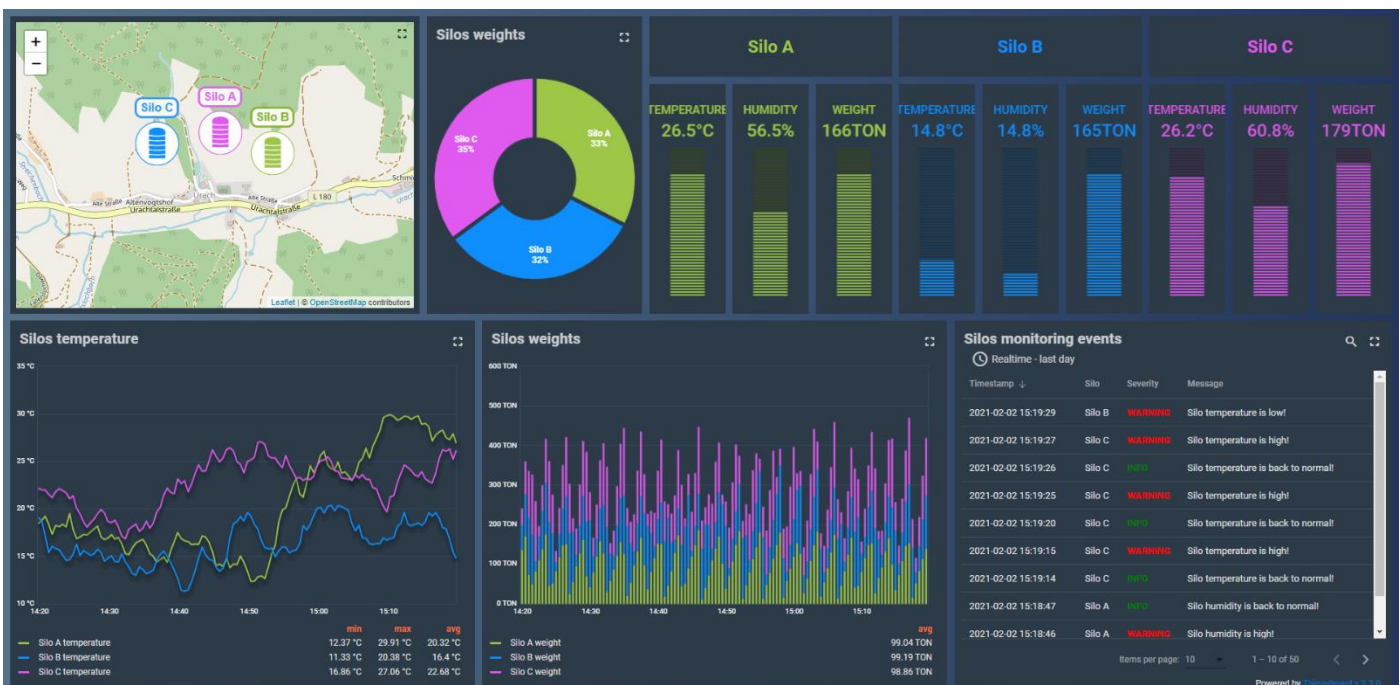 +
−
Silo C
Silo A
Silo B
Alte Straße
Altenvogtshof
Urachtalstraße
Urach
Alte Straße
Urachtalstraße
L 180
Leaflet | © OpenStreetMap contributors
Silos weights
Silo C
35%
Silo A
33%
Silo B
32%
Silo A
Silo B
Silo C
TEMPERATURE HUMIDITY WEIGHT TEMPERATURE HUMIDITY WEIGHT TEMPERATURE HUMIDITY WEIGHT
26.5°C 56.5% 166TON 14.8°C 14.8% 165TON 26.2°C 60.8% 179TON
Silos temperature
35 °C
30 °C
25 °C
20 °C
15 °C
10 °C
14:20 14:30 14:40 14:50 15:00 15:10
min max avg
Silo A temperature 12.37 °C 29.91 °C 20.32 °C
Silo B temperature 11.33 °C 20.38 °C 16.4 °C
Silo C temperature 16.86 °C 27.06 °C 22.68 °C
Silos weights
600 TON
500 TON
400 TON
300 TON
200 TON
100 TON
0 TON
14:20 14:30 14:40 14:50 15:00 15:10
avg
Silo A weight 99.04 TON
Silo B weight 99.19 TON
Silo C weight 98.86 TON
Silos monitoring events
Realtime - last day
Timestamp ↓ Silo Severity Message
2021-02-02 15:19:29 Silo B WARNING Silo temperature is low!
2021-02-02 15:19:27 Silo C WARNING Silo temperature is high!
2021-02-02 15:19:26 Silo C INFO Silo temperature is back to normal!
2021-02-02 15:19:25 Silo C WARNING Silo temperature is high!
2021-02-02 15:19:20 Silo C INFO Silo temperature is back to normal!
2021-02-02 15:19:15 Silo C WARNING Silo temperature is high!
2021-02-02 15:19:14 Silo C INFO Silo temperature is back to normal!
2021-02-02 15:18:47 Silo A INFO Silo humidity is back to normal!
2021-02-02 15:18:46 Silo A WARNING Silo humidity is high!
Items per page: 10 1 – 10 of 50
Powered by Thingsboard v.3.2.0